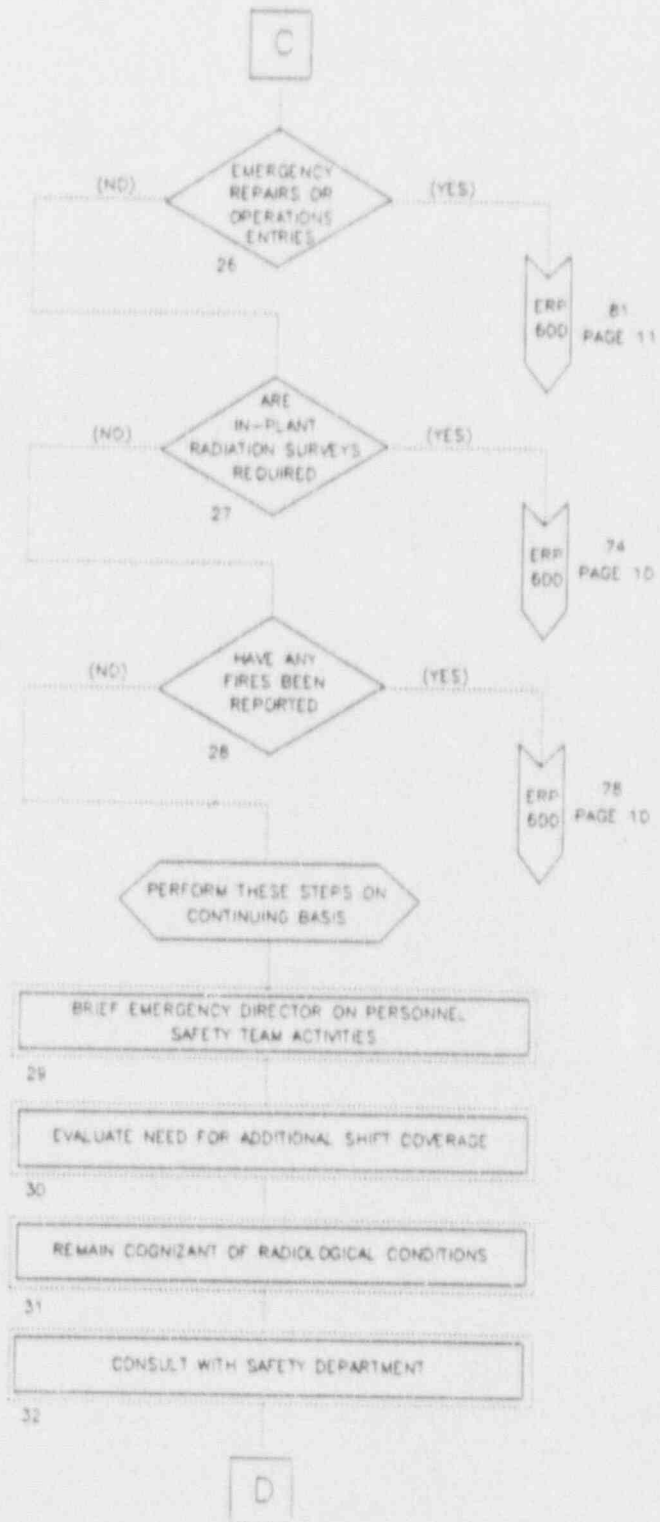 C
EMERGENCY
REPAIRS OR
OPERATIONS
ENTRIES
(NO)
(YES)
26
ERP
600
81
PAGE 11
ARE
IN-PLANT
RADIATION SURVEYS
REQUIRED
(NO)
(YES)
27
ERP
600
74
PAGE 10
HAVE ANY
FIRES BEEN
REPORTED
(NO)
(YES)
28
ERP
600
78
PAGE 10
PERFORM THESE STEPS ON
CONTINUING BASIS
BRIEF EMERGENCY DIRECTOR ON PERSONNEL
SAFETY TEAM ACTIVITIES
29
EVALUATE NEED FOR ADDITIONAL SHIFT COVERAGE
30
REMAIN COGNIZANT OF RADIOLOGICAL CONDITIONS
31
CONSULT WITH SAFETY DEPARTMENT
32
D